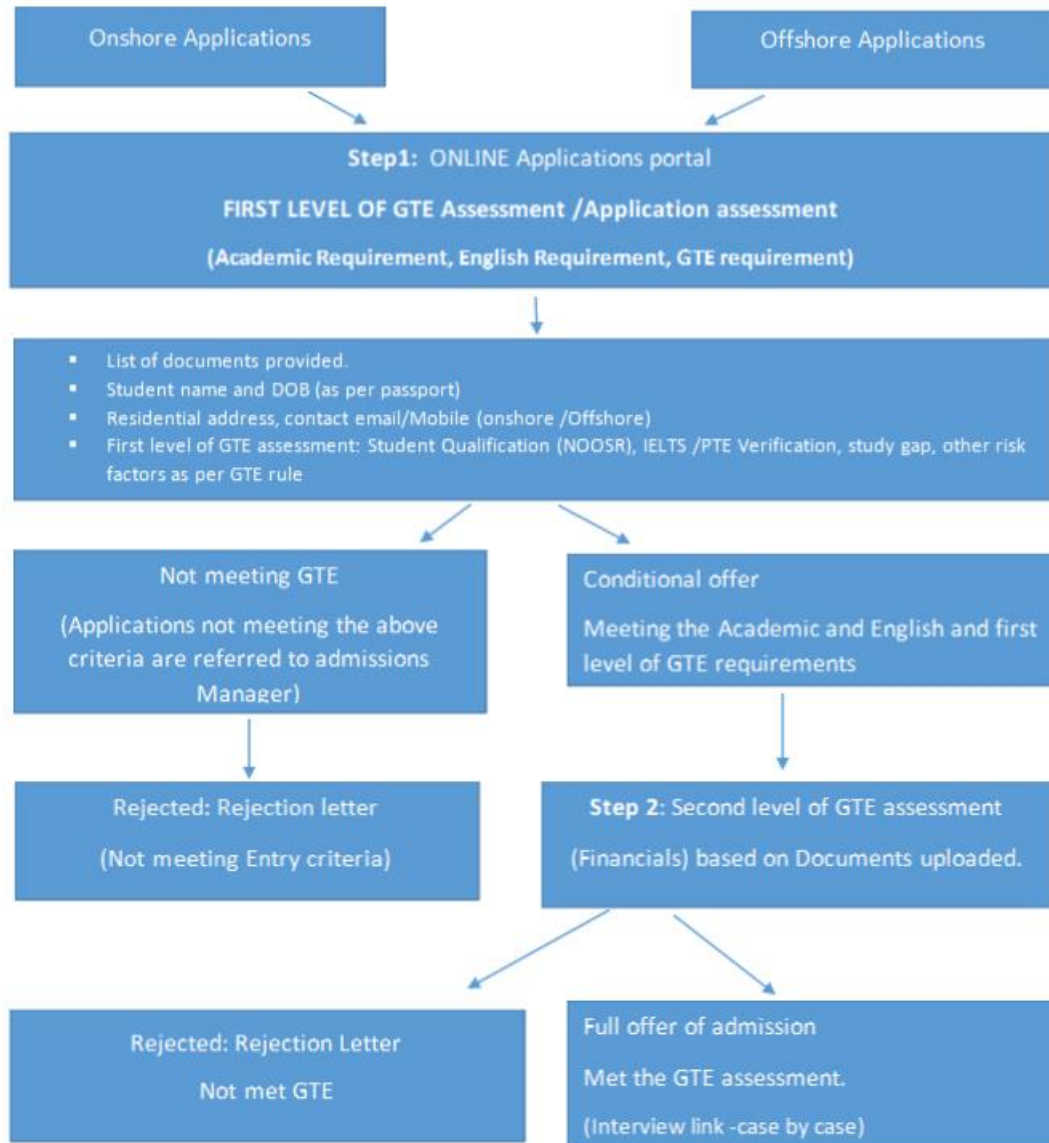 Onshore Applications
Offshore Applications
Step1: ONLINE Applications portal
FIRST LEVEL OF GTE Assessment /Application assessment
(Academic Requirement, English Requirement, GTE requirement)
▪ List of documents provided.
▪ Student name and DOB (as per passport)
▪ Residential address, contact email/Mobile (onshore /Offshore)
▪ First level of GTE assessment: Student Qualification (NOOSR), IELTS /PTE Verification, study gap, other risk
factors as per GTE rule
Not meeting GTE
(Applications not meeting the above
criteria are referred to admissions
Manager)
Conditional offer
Meeting the Academic and English and first
level of GTE requirements
Rejected: Rejection letter
(Not meeting Entry criteria)
Step 2: Second level of GTE assessment
(Financials) based on Documents uploaded.
Rejected: Rejection Letter
Not met GTE
Full offer of admission
Met the GTE assessment.
(Interview link -case by case)